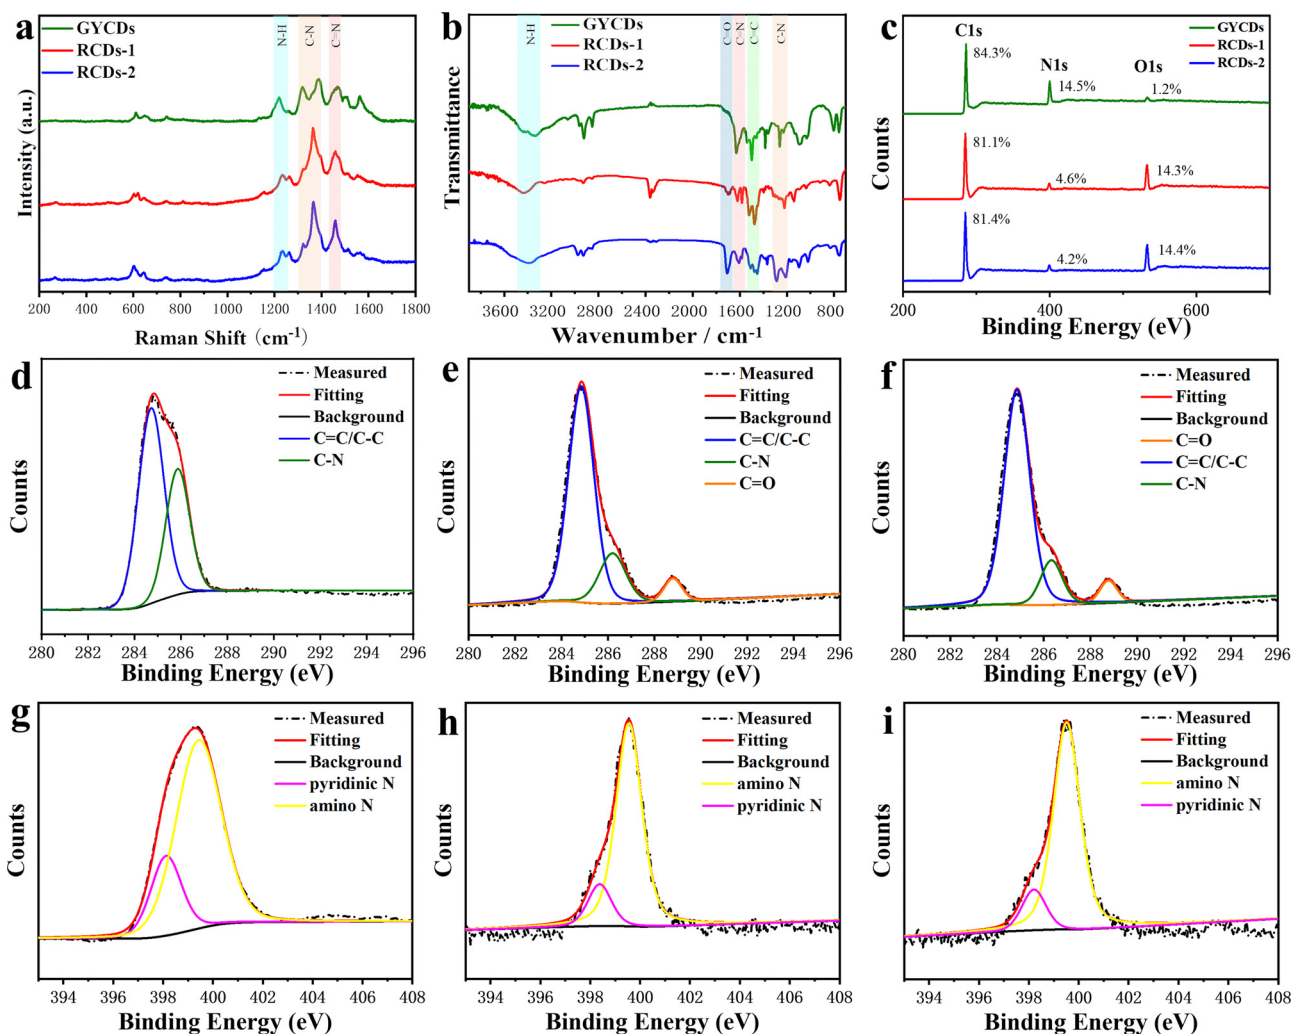 a
GYCDs
RCDs-1
RCDs-2
N-H
C-N
C=N
Intensity (a.u.)
200 400 600 800 1000 1200 1400 1600 1800
Raman Shift (cm-1)
b
GYCDs
RCDs-1
RCDs-2
N-H
C=O
C=N
C=C
C-N
Transmittance
3600 3200 2800 2400 2000 1600 1200 800
Wavenumber / cm-1
c
GYCDs
RCDs-1
RCDs-2
C1s
N1s
O1s
84.3%
14.5%
1.2%
81.1%
4.6%
14.3%
81.4%
4.2%
14.4%
Counts
200 400 600
Binding Energy (eV)
d
Measured
Fitting
Background
C=C/C-C
C-N
Counts
280 282 284 286 288 290 292 294 296
Binding Energy (eV)
e
Measured
Fitting
Background
C=C/C-C
C-N
C=O
Counts
280 282 284 286 288 290 292 294 296
Binding Energy (eV)
f
Measured
Fitting
Background
C=O
C=C/C-C
C-N
Counts
280 282 284 286 288 290 292 294 296
Binding Energy (eV)
g
Measured
Fitting
Background
pyridinic N
amino N
Counts
394 396 398 400 402 404 406 408
Binding Energy (eV)
h
Measured
Fitting
Background
amino N
pyridinic N
Counts
394 396 398 400 402 404 406 408
Binding Energy (eV)
i
Measured
Fitting
Background
amino N
pyridinic N
Counts
394 396 398 400 402 404 406 408
Binding Energy (eV)